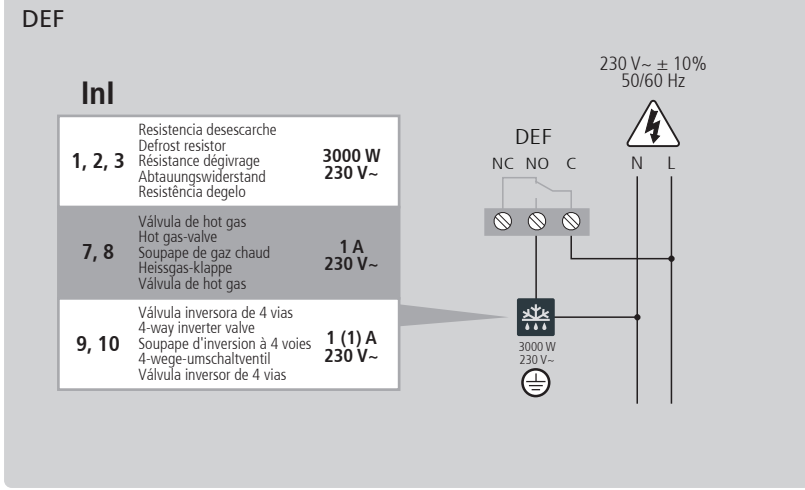 DEF
InI
1, 2, 3
Resistencia desescarche
Defrost resistor
Résistance dégivrage
Abtauungswiderstand
Resistência degelo
3000 W
230 V~
7, 8
Válvula de hot gas
Hot gas-valve
Soupape de gaz chaud
Heissgas-klappe
Válvula de hot gas
1 A
230 V~
9, 10
Válvula inversora de 4 vias
4-way inverter valve
Soupape d'inversion à 4 voies
4-wege-umschaltventil
Válvula inversor de 4 vias
1 (1) A
230 V~
230 V~ ± 10%
50/60 Hz
DEF
NC NO C
N L
3000 W
230 V~